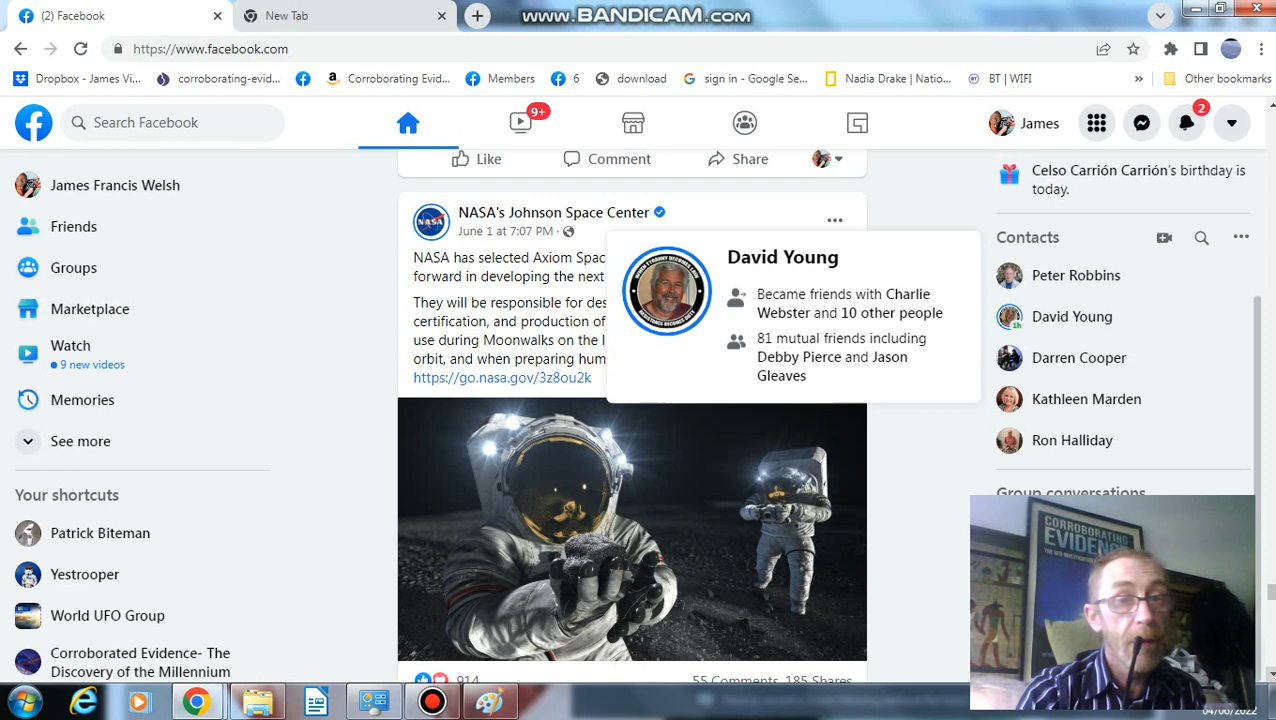 www.BANDICAM.com
(2) Facebook
New Tab
https://www.facebook.com
Dropbox - James Vi...
corroborating-evid...
Corroborating Evid...
Members
6
download
sign in - Google Se...
Nadia Drake | Natio...
BT | WIFI
»
Other bookmarks
Search Facebook
9+
James
2
James Francis Welsh
Friends
Groups
Marketplace
Watch
9 new videos
Memories
See more
Your shortcuts
Patrick Biteman
Yestrooper
World UFO Group
Corroborated Evidence- The
Discovery of the Millennium
Like Comment Share
NASA's Johnson Space Center
June 1 at 7:07 PM ·
NASA has selected Axiom Spac
forward in developing the next
They will be responsible for des
certification, and production of
use during Moonwalks on the
orbit, and when preparing hum
https://go.nasa.gov/3z8ou2k
NASA
David Young
Became friends with Charlie
Webster and 10 other people
81 mutual friends including
Debby Pierce and Jason
Gleaves
914
55 Comments 185 Shares
Celso Carrión Carrión's birthday is
today.
Contacts
Peter Robbins
David Young
1h
Darren Cooper
Kathleen Marden
Ron Halliday
Group conversations
CORROBORATING
EVIDENCE
04/06/2022